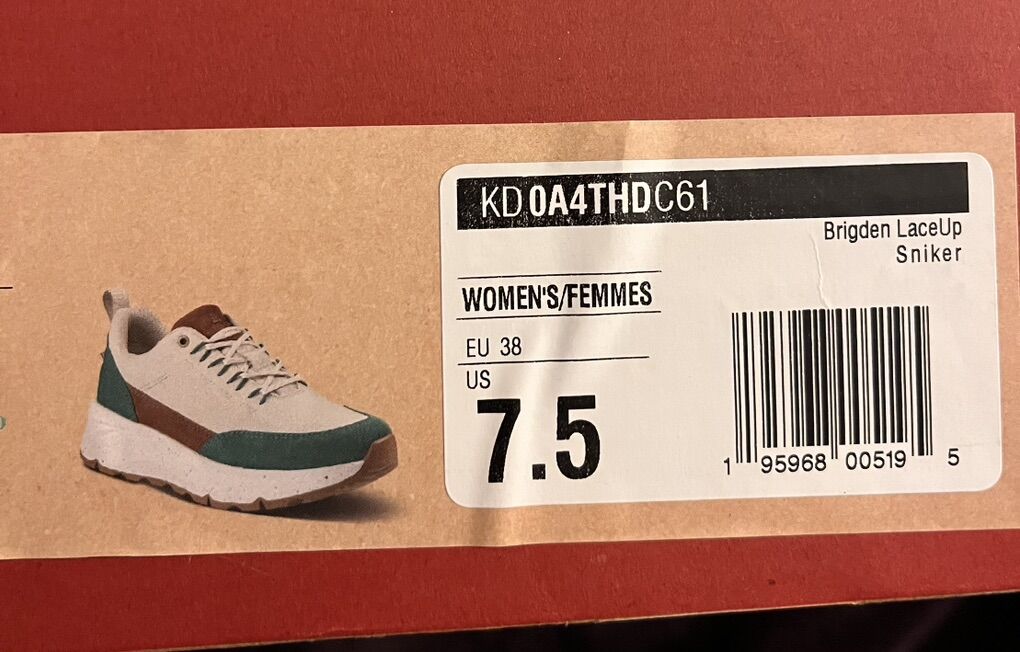 KD 0A4THDC61
Brigden LaceUp
Sniker
WOMEN'S/FEMMES
EU 38
US
7.5
1 95968 00519 5